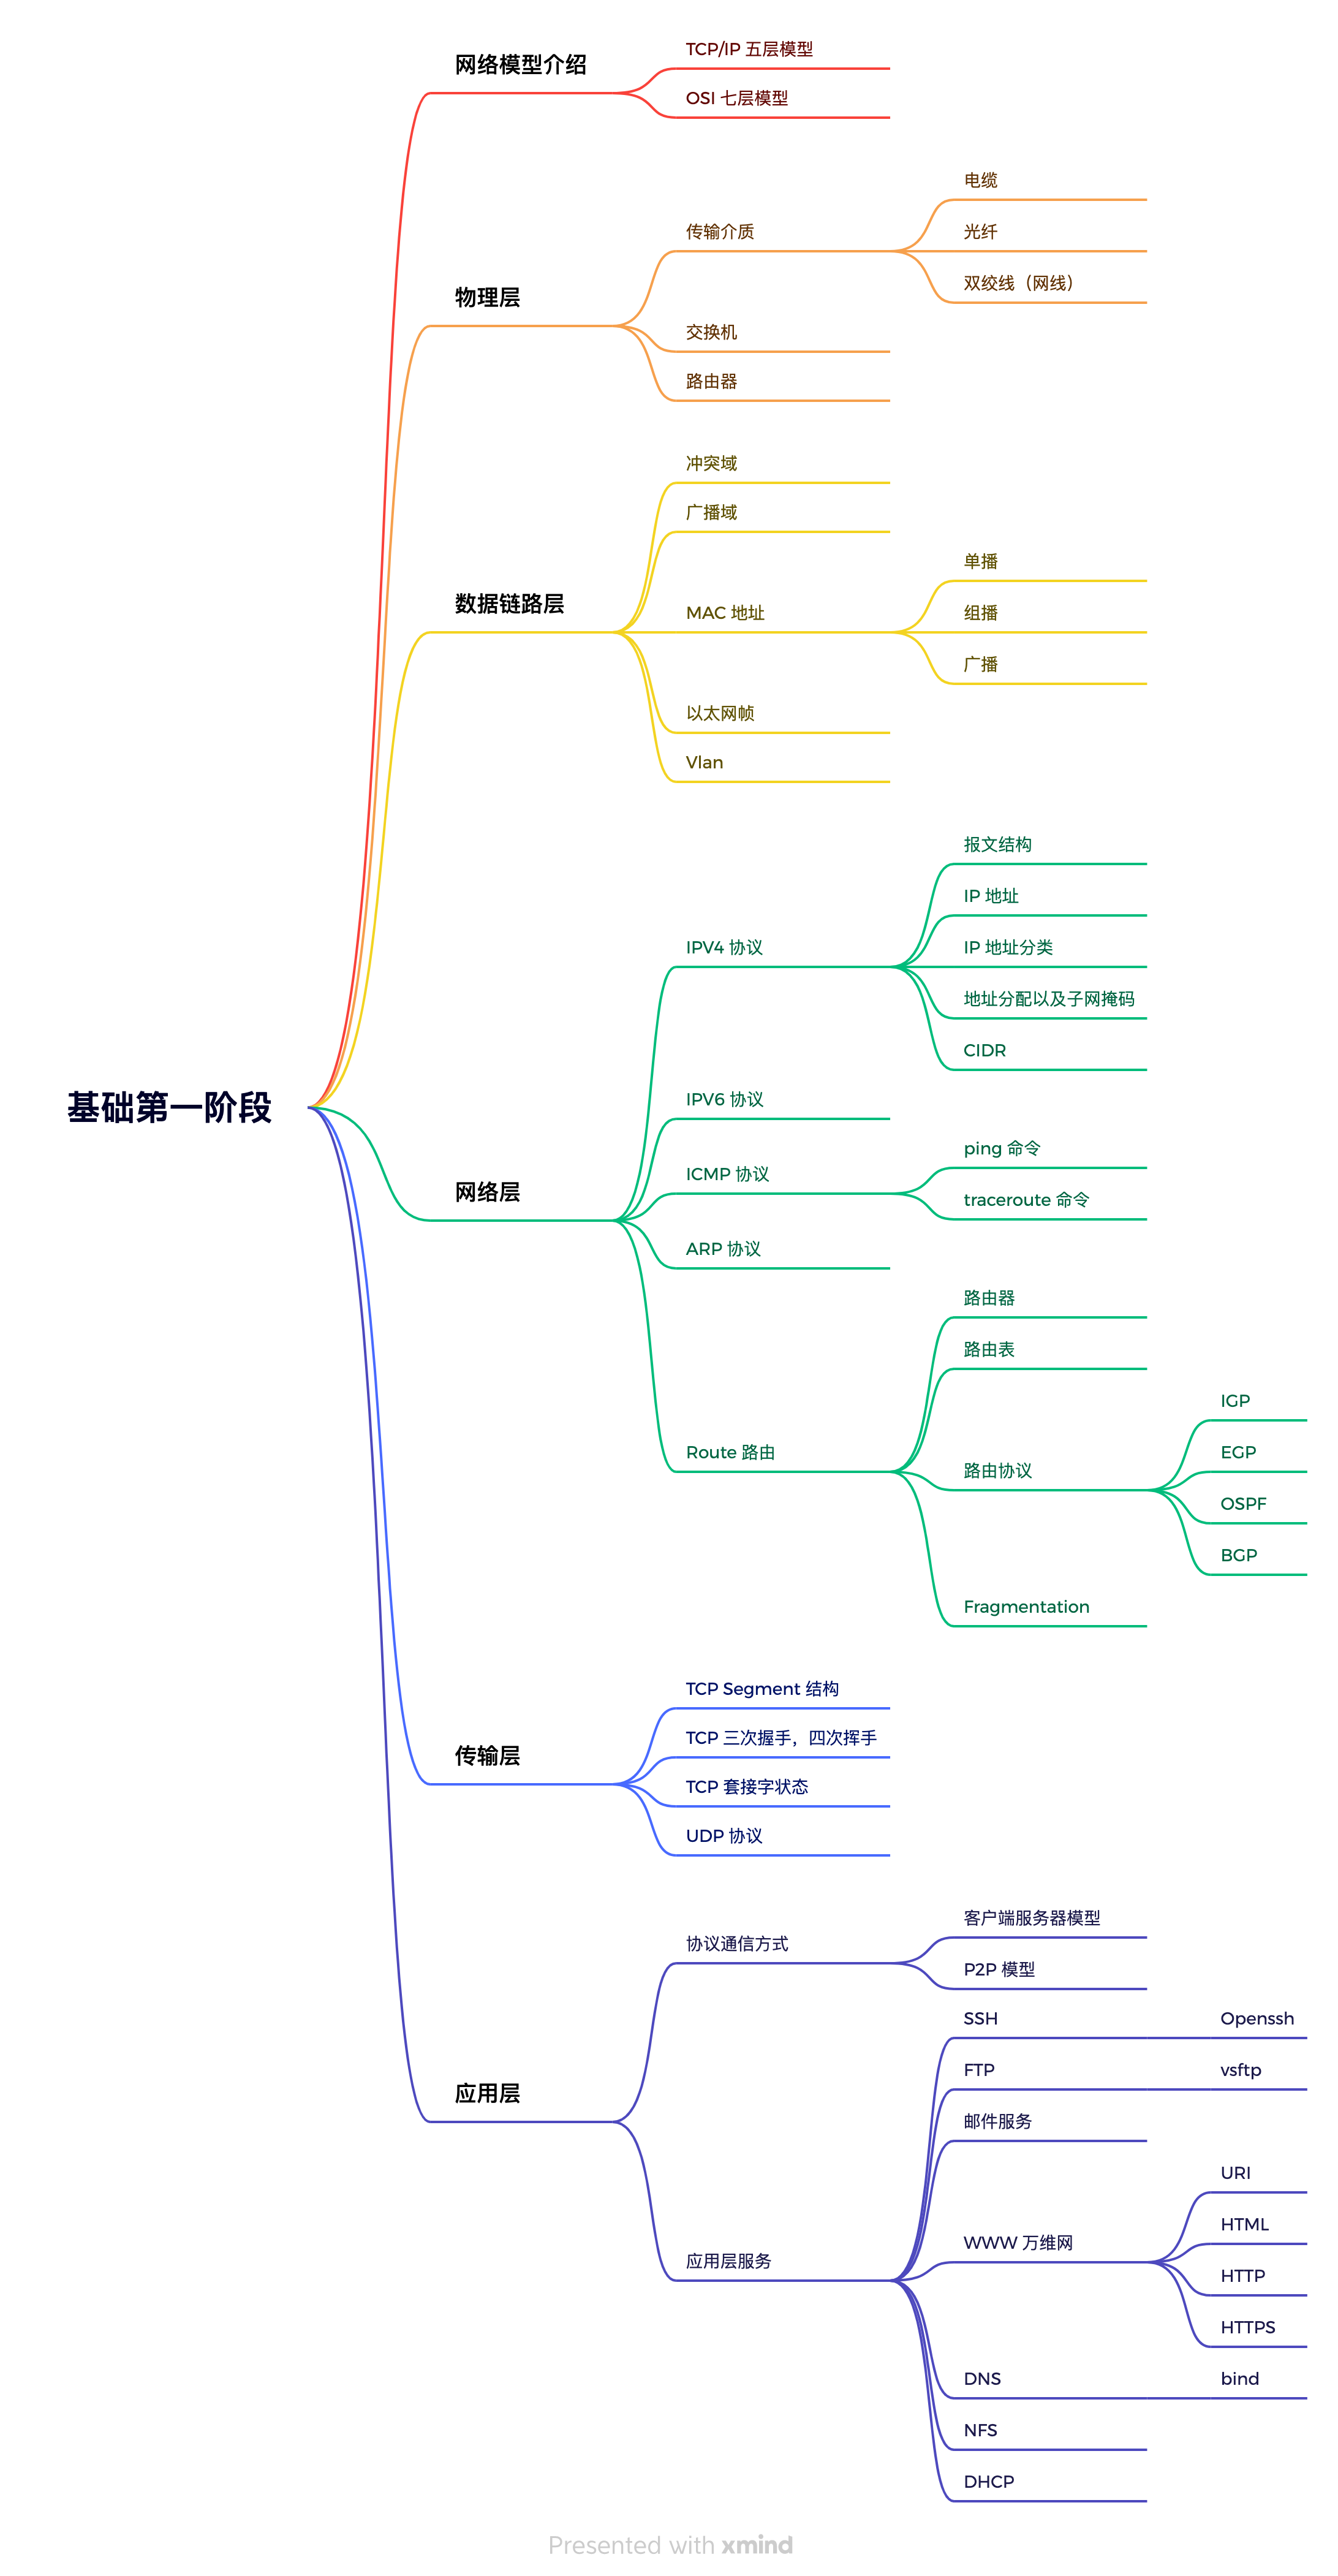 基础第一阶段
网络模型介绍
TCP/IP 五层模型
OSI 七层模型
物理层
传输介质
电缆
光纤
双绞线（网线）
交换机
路由器
数据链路层
冲突域
广播域
MAC 地址
单播
组播
广播
以太网帧
Vlan
网络层
IPV4 协议
报文结构
IP 地址
IP 地址分类
地址分配以及子网掩码
CIDR
IPV6 协议
ICMP 协议
ping 命令
traceroute 命令
ARP 协议
Route 路由
路由器
路由表
路由协议
IGP
EGP
OSPF
BGP
Fragmentation
传输层
TCP Segment 结构
TCP 三次握手，四次挥手
TCP 套接字状态
UDP 协议
应用层
协议通信方式
客户端服务器模型
P2P 模型
应用层服务
SSH
Openssh
FTP
vsftp
邮件服务
WWW 万维网
URI
HTML
HTTP
HTTPS
DNS
bind
NFS
DHCP
Presented with xmind